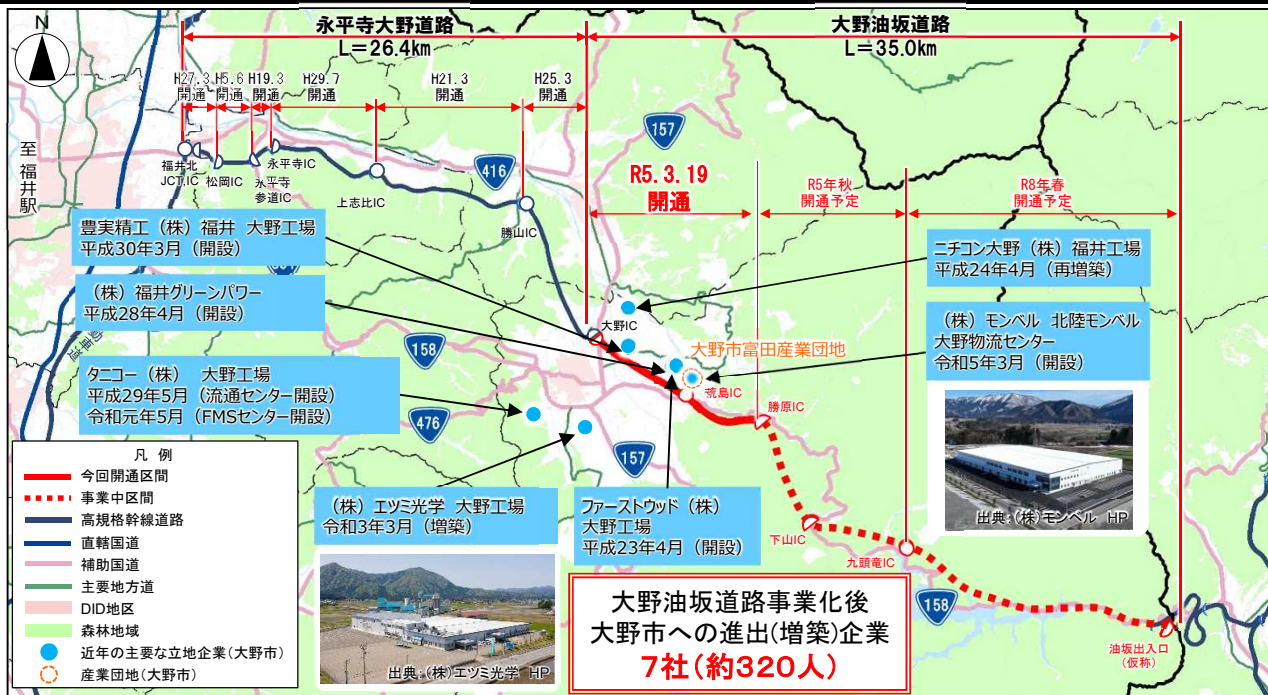 永平寺大野道路
L=26.4km
大野油坂道路
L=35.0km
N
H27.3
開通
H5.6
開通
H19.3
開通
H29.7
開通
H21.3
開通
H25.3
開通
至 福井駅
福井北
JCT,IC
松岡IC
永平寺
参道IC
永平寺IC
上志比IC
416
勝山IC
157
R5.3.19
開通
R5年秋
開通予定
R8年春
開通予定
豊実精工(株)福井 大野工場
平成30年3月(開設)
(株)福井グリーンパワー
平成28年4月(開設)
動車道
158
タニコー(株) 大野工場
平成29年5月(流通センター開設)
令和元年5月(FMSセンター開設)
476
大野IC
大野市富田産業団地
荒島IC
勝原IC
157
ニチコン大野(株)福井工場
平成24年4月(再増築)
(株)モンベル 北陸モンベル
大野物流センター
令和5年3月(開設)
出典:(株)モンベル HP
凡 例
今回開通区間
事業中区間
高規格幹線道路
直轄国道
補助国道
主要地方道
DID地区
森林地域
近年の主要な立地企業(大野市)
産業団地(大野市)
(株)エツミ光学 大野工場
令和3年3月(増築)
出典:(株)エツミ光学 HP
ファーストウッド(株)
大野工場
平成23年4月(開設)
下山IC
九頭竜IC
158
油坂出入口
(仮称)
大野油坂道路事業化後
大野市への進出(増築)企業
7社(約320人)